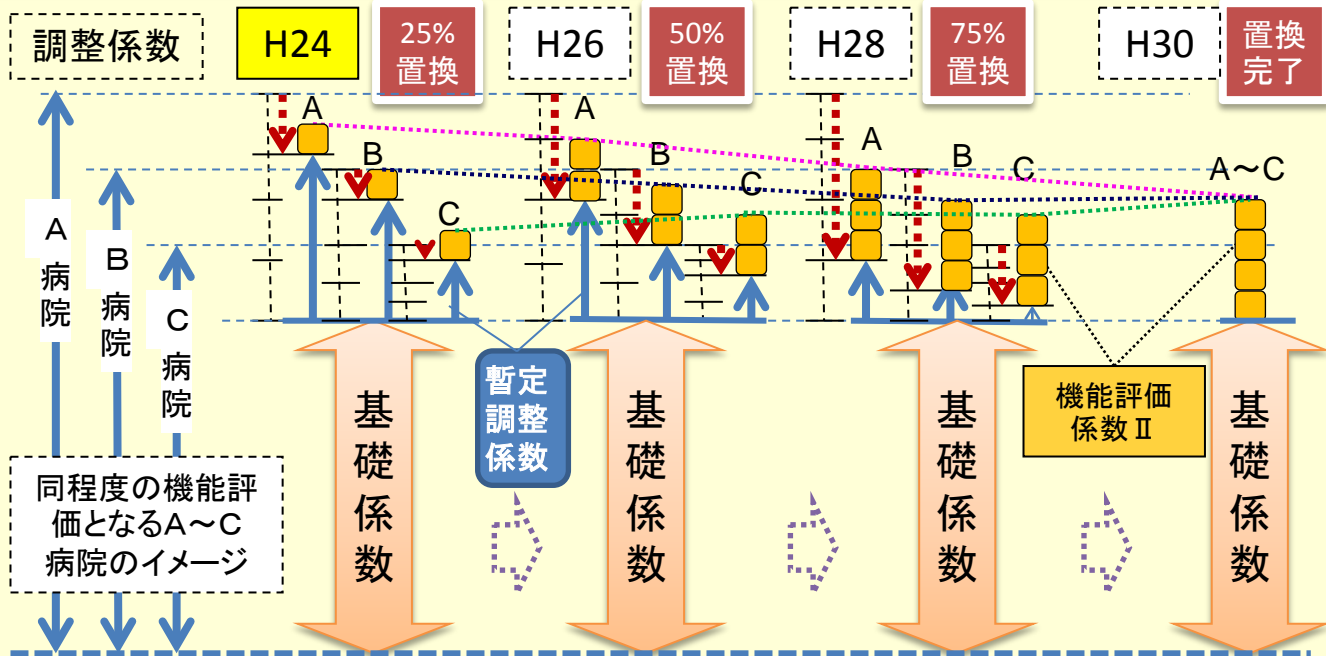 調整係数
H24
25%
置換
H26
50%
置換
H28
75%
置換
H30
置換
完了
A
B
C
A
B
C
A
B
C
A～C
A病院
B病院
C病院
暫定
調整
係数
機能評価
係数Ⅱ
基礎係数
基礎係数
基礎係数
基礎係数
同程度の機能評
価となるA～C
病院のイメージ